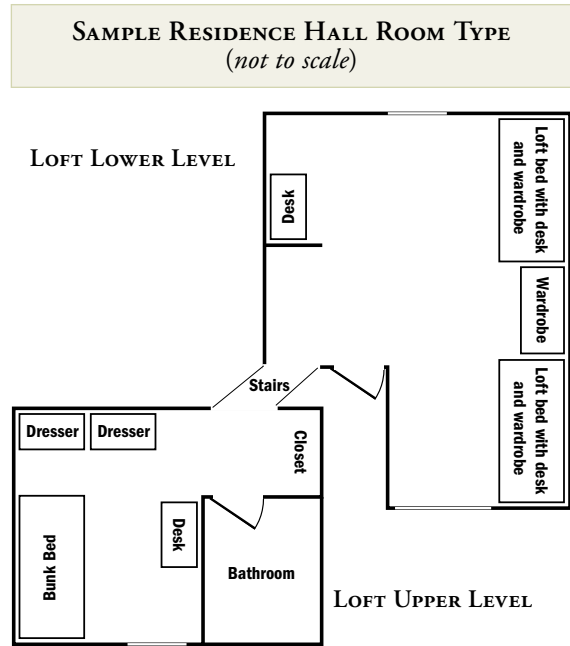 Sample Residence Hall Room Type
(not to scale)
Loft Lower Level
Desk
Loft bed with desk
and wardrobe
Wardrobe
Loft bed with desk
and wardrobe
Stairs
Dresser
Dresser
Closet
Bunk Bed
Desk
Bathroom
Loft Upper Level